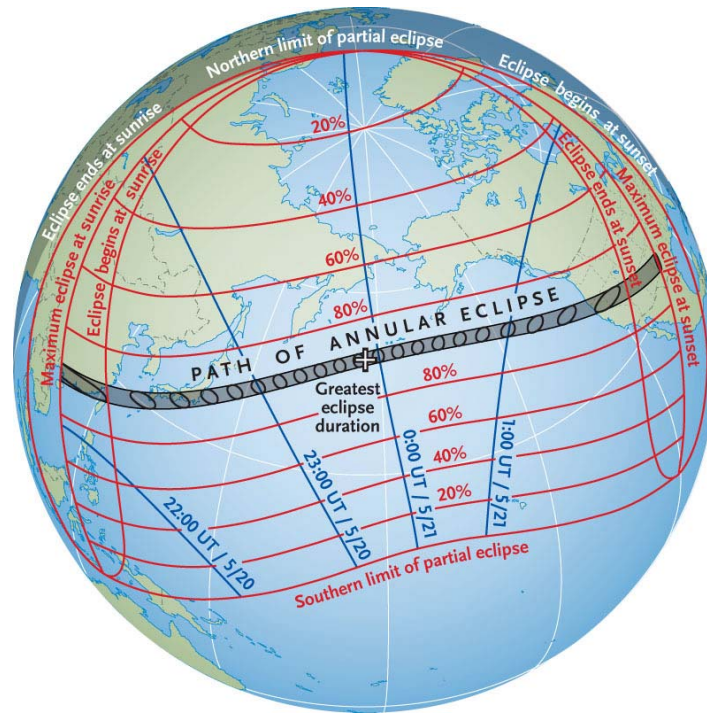 Northern limit of partial eclipse
Eclipse begins at sunset
Eclipse ends at sunrise
Maximum eclipse at sunrise
Eclipse begins at sunrise
Eclipse ends at sunset
Maximum eclipse at sunset
20%
40%
60%
80%
PATH OF ANNULAR ECLIPSE
Greatest
eclipse
duration
80%
60%
40%
20%
22:00 UT / 5/20
23:00 UT / 5/20
0:00 UT / 5/21
1:00 UT / 5/21
Southern limit of partial eclipse